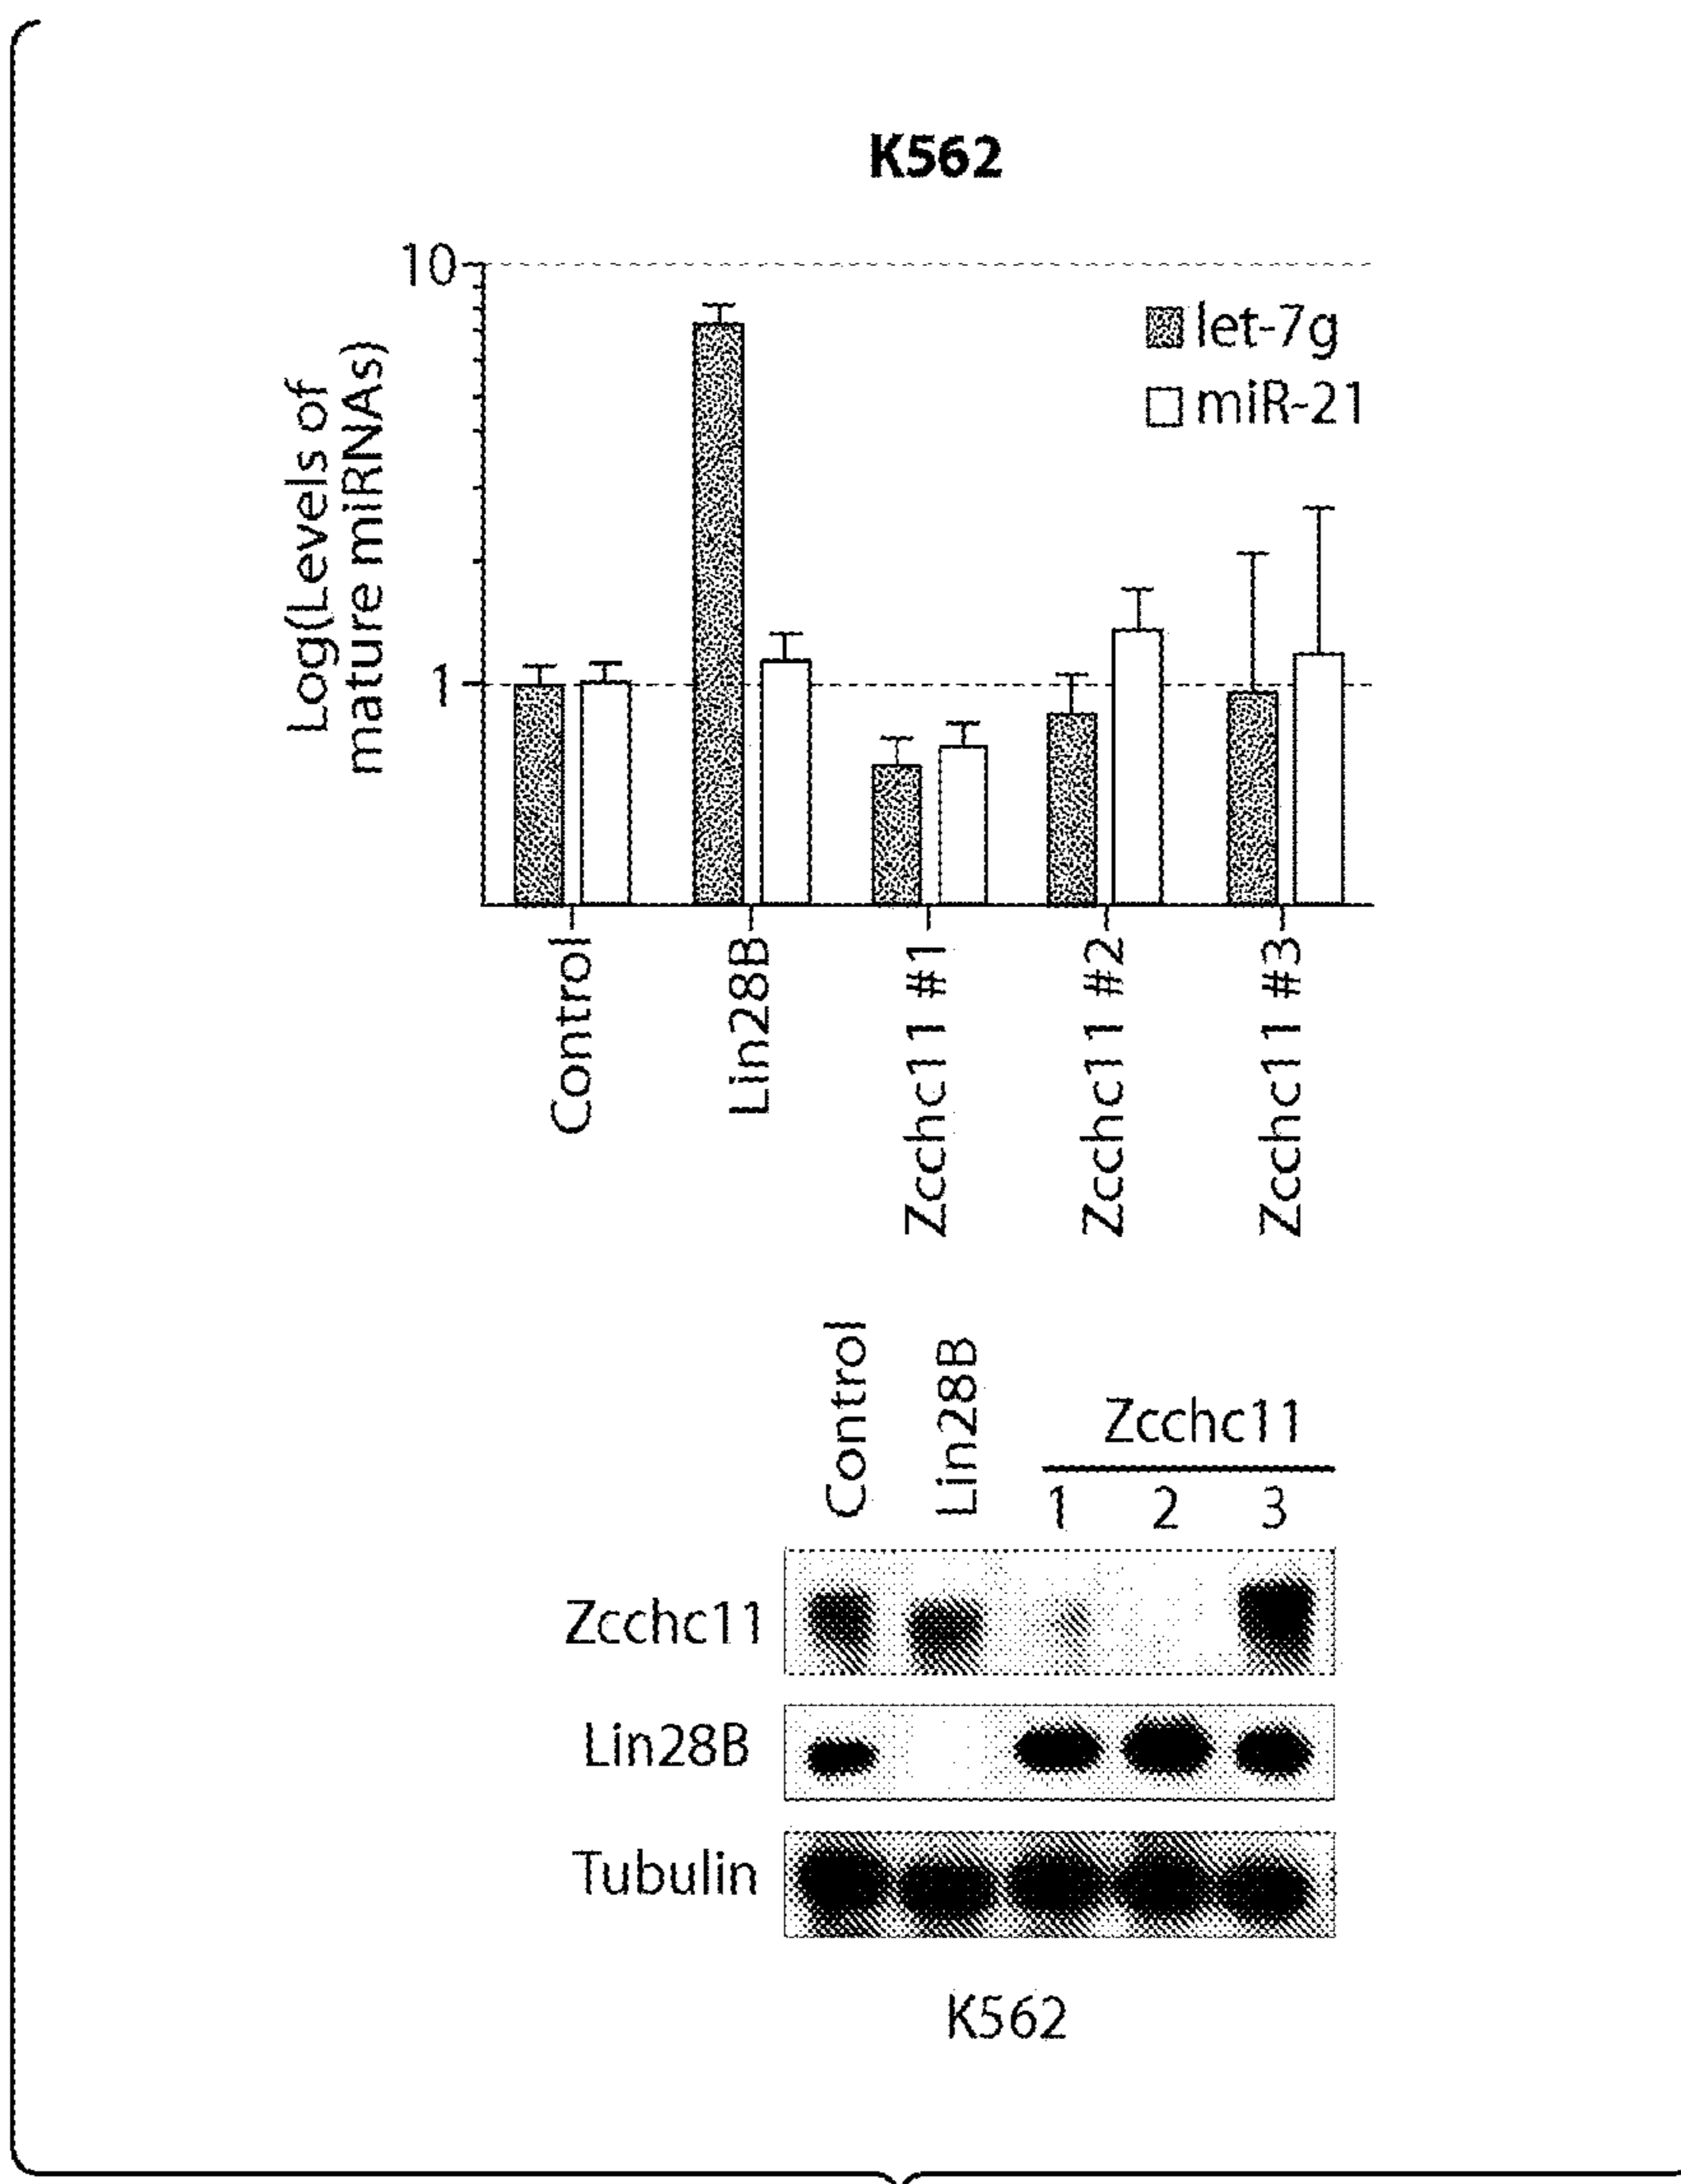 K562
10
1
Log(Levels of
mature miRNAs)
let-7g
miR-21
Control
Lin28B
Zcchc11 #1
Zcchc11 #2
Zcchc11 #3
Control
Lin28B
Zcchc11
1 2 3
Zcchc11
Lin28B
Tubulin
K562